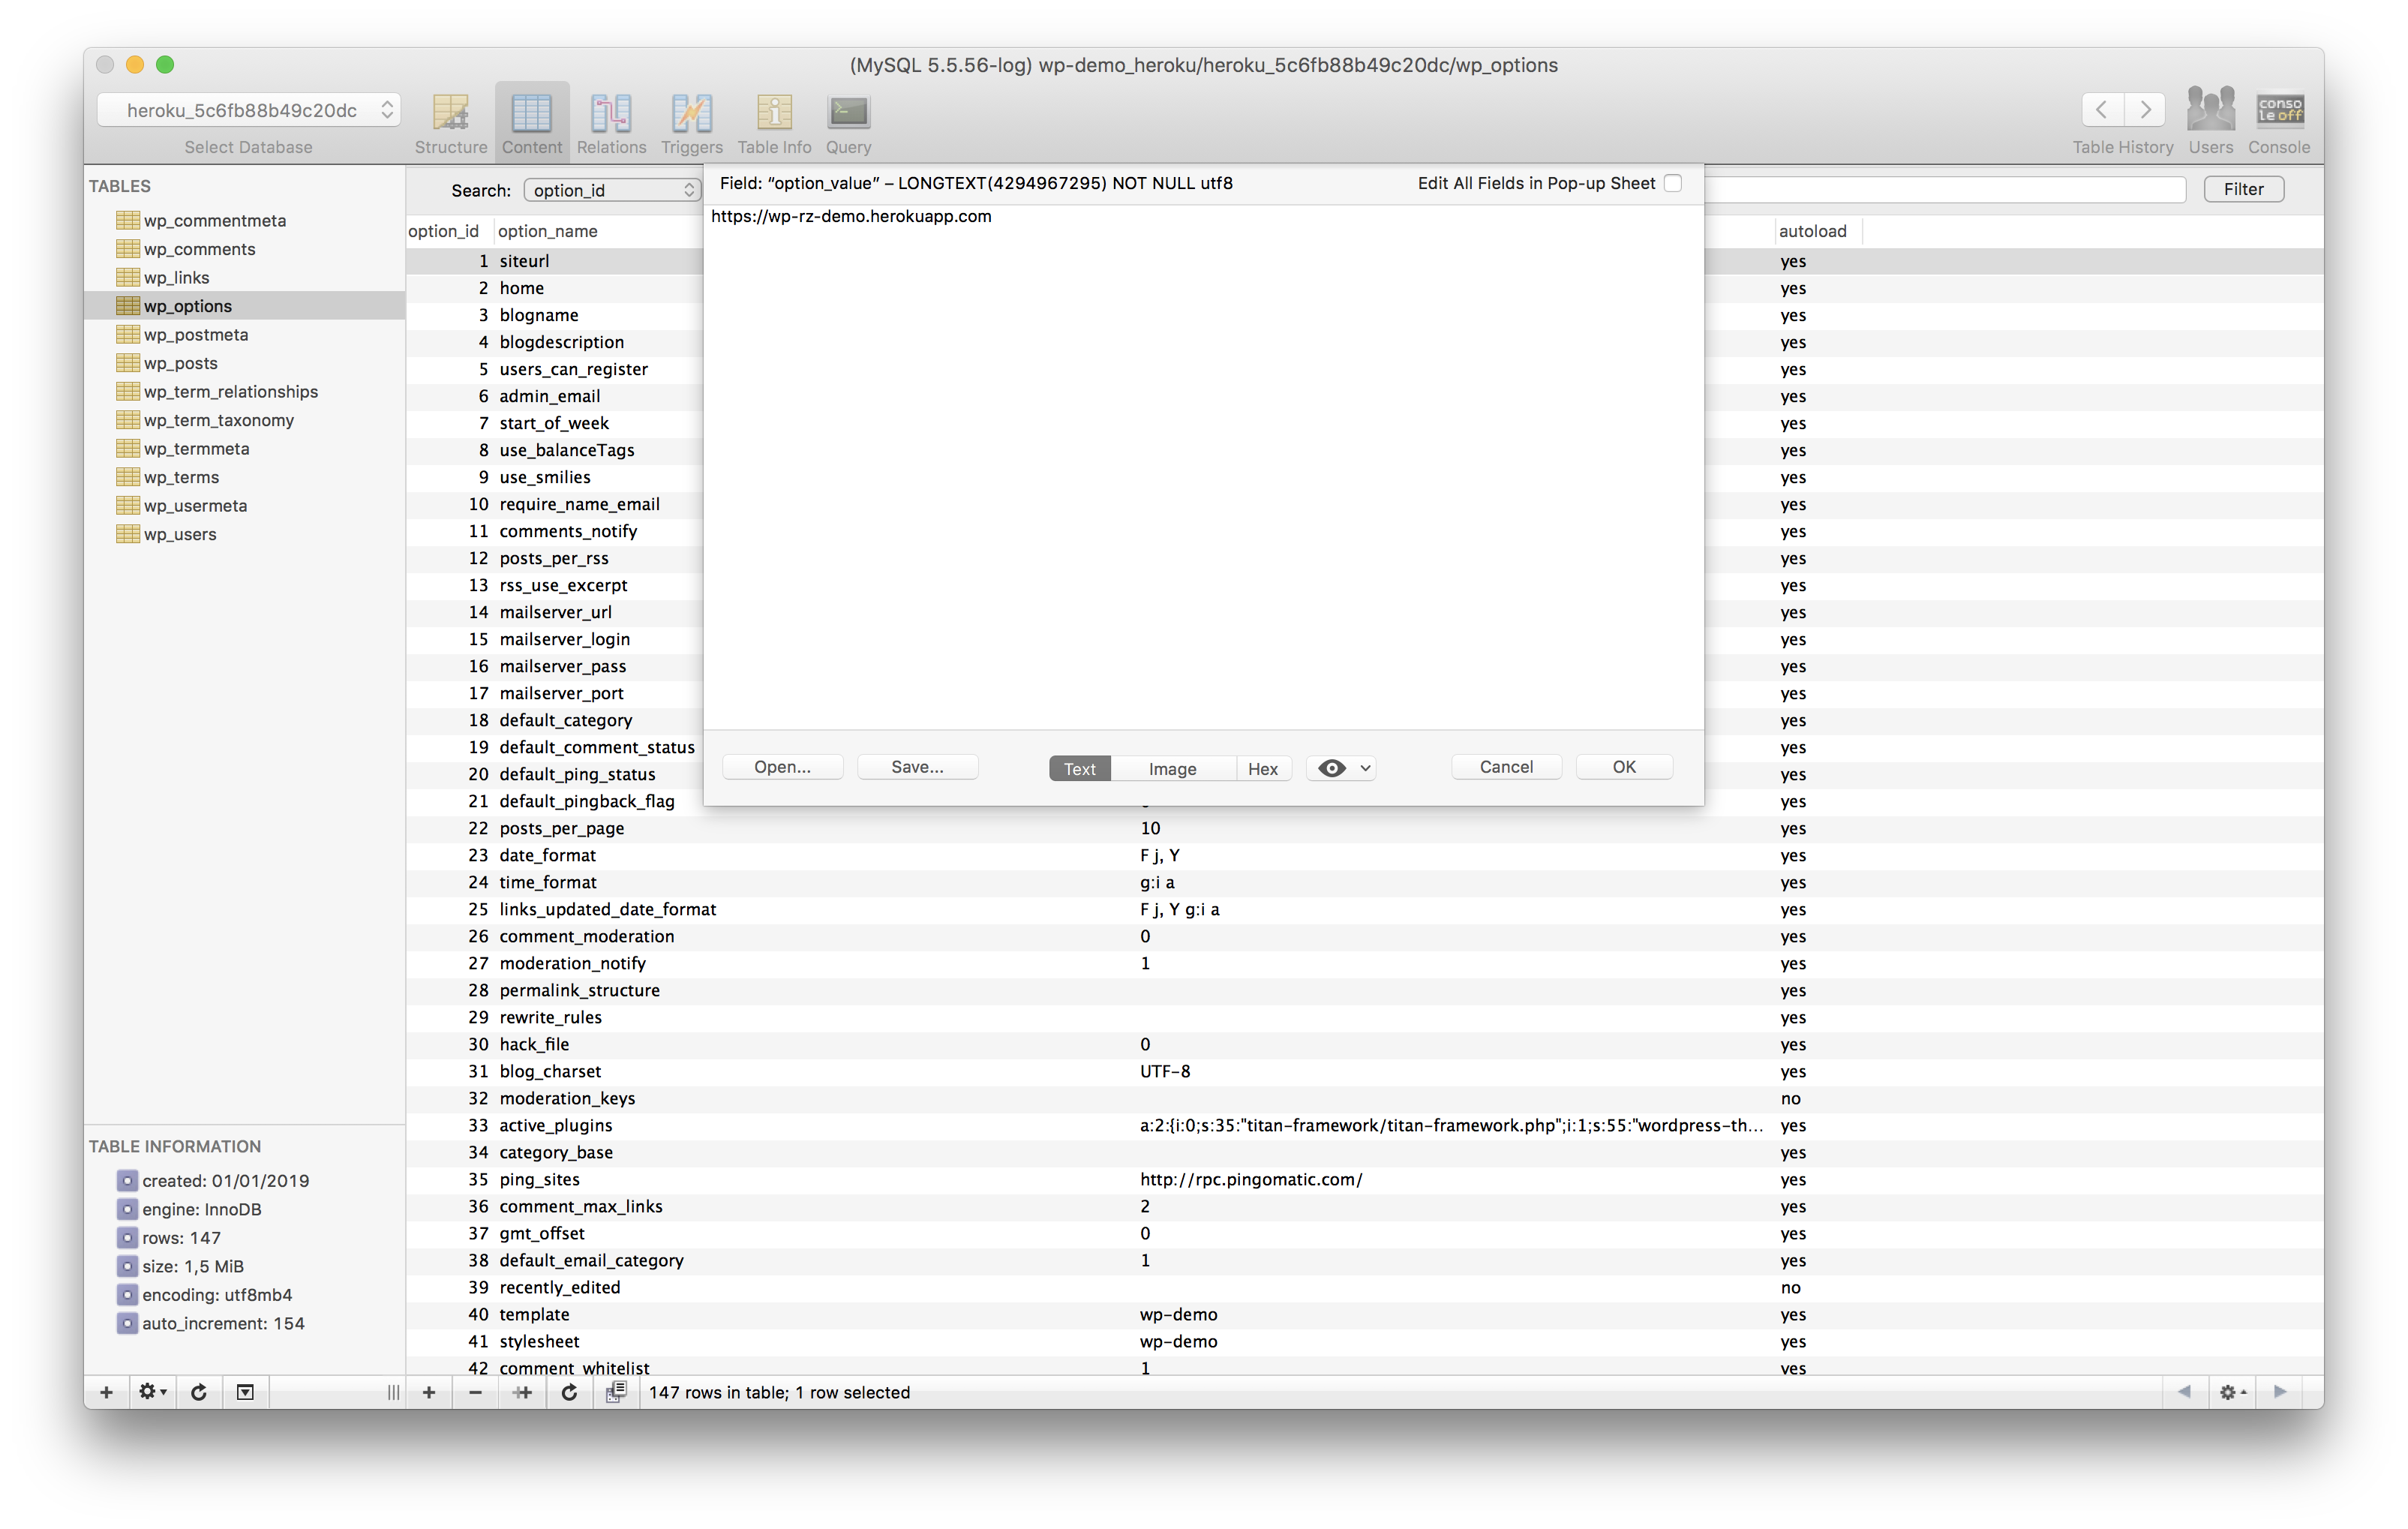 (MySQL 5.5.56-log) wp-demo_heroku/heroku_5c6fb88b49c20dc/wp_options
heroku_5c6fb88b49c20dc
Select Database
Structure
Content
Relations
Triggers
Table Info
Query
Table History
Users
conso
le off
Console
TABLES
wp_commentmeta
wp_comments
wp_links
wp_options
wp_postmeta
wp_posts
wp_term_relationships
wp_term_taxonomy
wp_termmeta
wp_terms
wp_usermeta
wp_users
TABLE INFORMATION
created: 01/01/2019
engine: InnoDB
rows: 147
size: 1,5 MiB
encoding: utf8mb4
auto_increment: 154
Search: option_id
Filter
Field: “option_value” – LONGTEXT(4294967295) NOT NULL utf8
Edit All Fields in Pop-up Sheet
https://wp-rz-demo.herokuapp.com
Open...
Save...
Text
Image
Hex
Cancel
OK
option_id option_name autoload
1 siteurl yes
2 home yes
3 blogname yes
4 blogdescription yes
5 users_can_register yes
6 admin_email yes
7 start_of_week yes
8 use_balanceTags yes
9 use_smilies yes
10 require_name_email yes
11 comments_notify yes
12 posts_per_rss yes
13 rss_use_excerpt yes
14 mailserver_url yes
15 mailserver_login yes
16 mailserver_pass yes
17 mailserver_port yes
18 default_category yes
19 default_comment_status yes
20 default_ping_status yes
21 default_pingback_flag yes
22 posts_per_page 10 yes
23 date_format F j, Y yes
24 time_format g:i a yes
25 links_updated_date_format F j, Y g:i a yes
26 comment_moderation 0 yes
27 moderation_notify 1 yes
28 permalink_structure yes
29 rewrite_rules yes
30 hack_file 0 yes
31 blog_charset UTF-8 yes
32 moderation_keys no
33 active_plugins a:2:{i:0;s:35:"titan-framework/titan-framework.php";i:1;s:55:"wordpress-th... yes
34 category_base yes
35 ping_sites http://rpc.pingomatic.com/ yes
36 comment_max_links 2 yes
37 gmt_offset 0 yes
38 default_email_category 1 yes
39 recently_edited no
40 template wp-demo yes
41 stylesheet wp-demo yes
42 comment_whitelist 1 yes
147 rows in table; 1 row selected